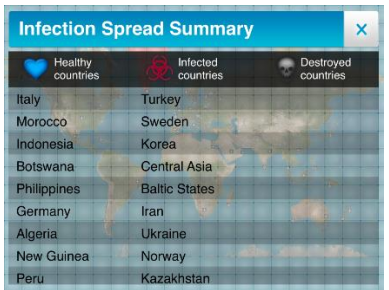 Infection Spread Summary
Healthy countries
Infected countries
Destroyed countries
Italy Turkey
Morocco Sweden
Indonesia Korea
Botswana Central Asia
Philippines Baltic States
Germany Iran
Algeria Ukraine
New Guinea Norway
Peru Kazakhstan